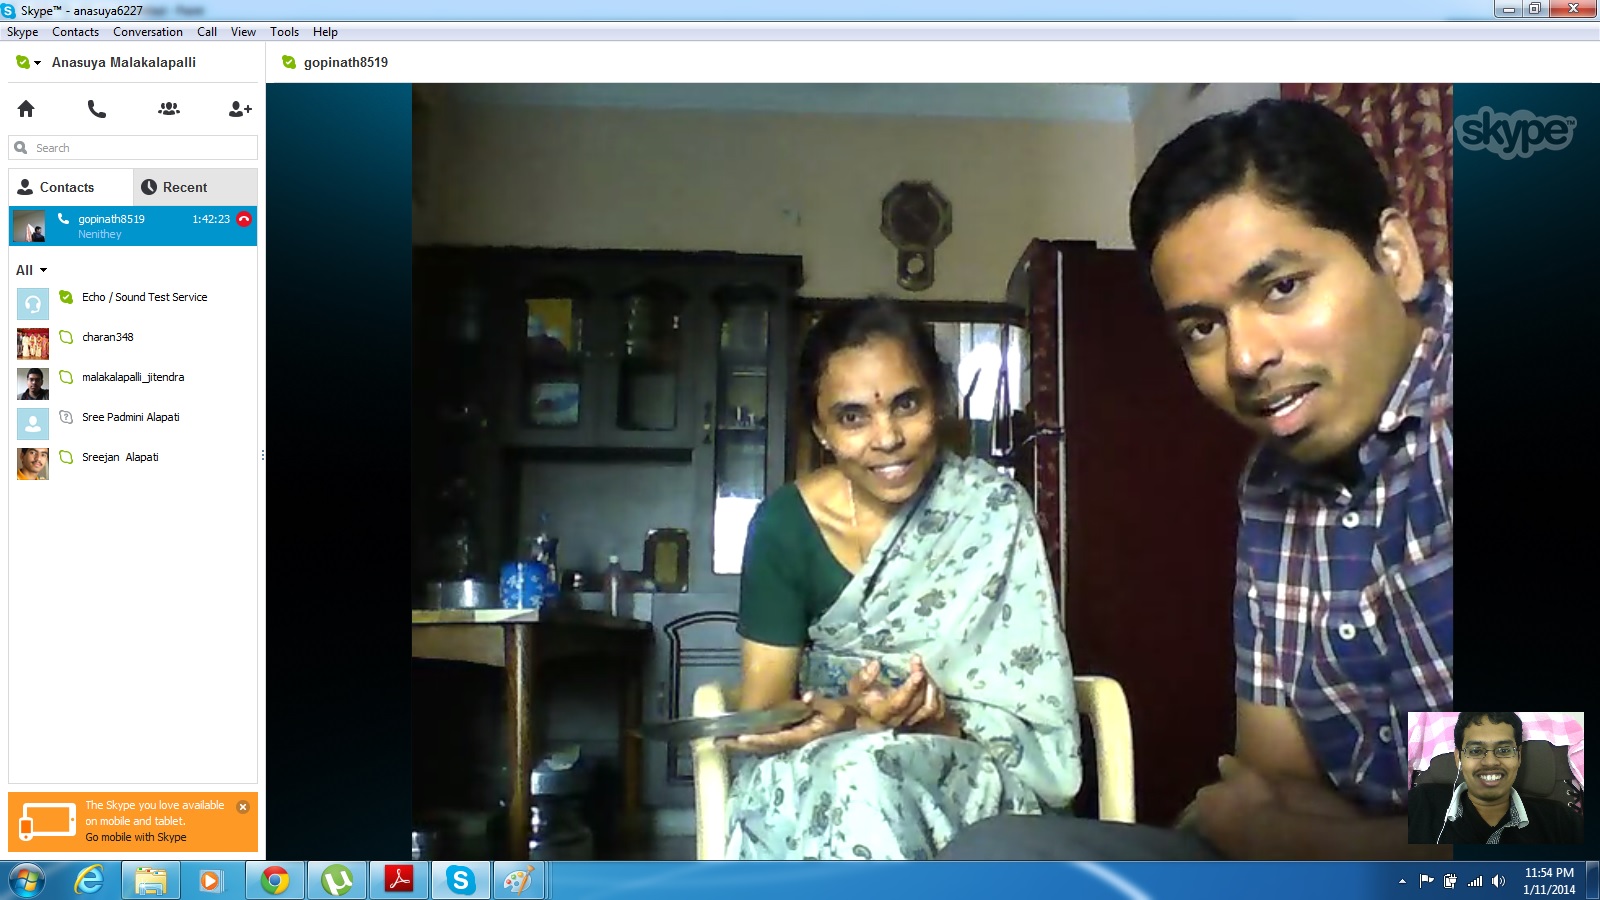 Skype™ - anasuya6227
Skype Contacts Conversation Call View Tools Help
Anasuya Malakalapalli
gopinath8519
Search
Contacts
Recent
gopinath8519 1:42:23
Nenithey
All
Echo / Sound Test Service
charan348
malakalapalli_jitendra
Sree Padmini Alapati
Sreejan Alapati
The Skype you love available
on mobile and tablet.
Go mobile with Skype
skype™
11:54 PM
1/11/2014